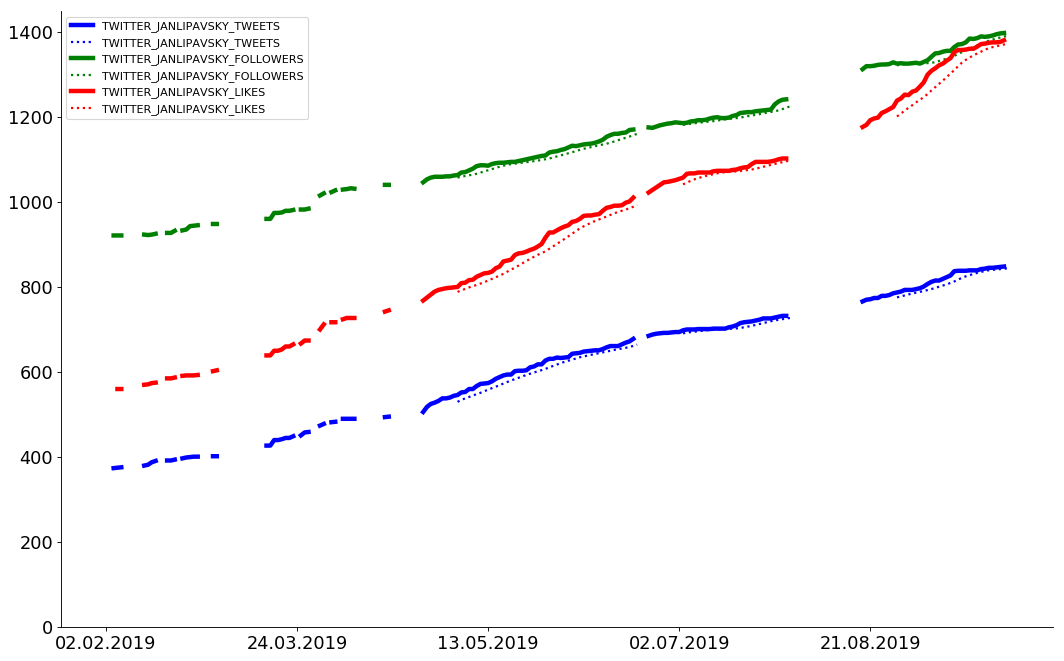 1400
1200
1000
800
600
400
200
0
TWITTER_JANLIPAVSKY_TWEETS
TWITTER_JANLIPAVSKY_TWEETS
TWITTER_JANLIPAVSKY_FOLLOWERS
TWITTER_JANLIPAVSKY_FOLLOWERS
TWITTER_JANLIPAVSKY_LIKES
TWITTER_JANLIPAVSKY_LIKES
02.02.2019 24.03.2019 13.05.2019 02.07.2019 21.08.2019